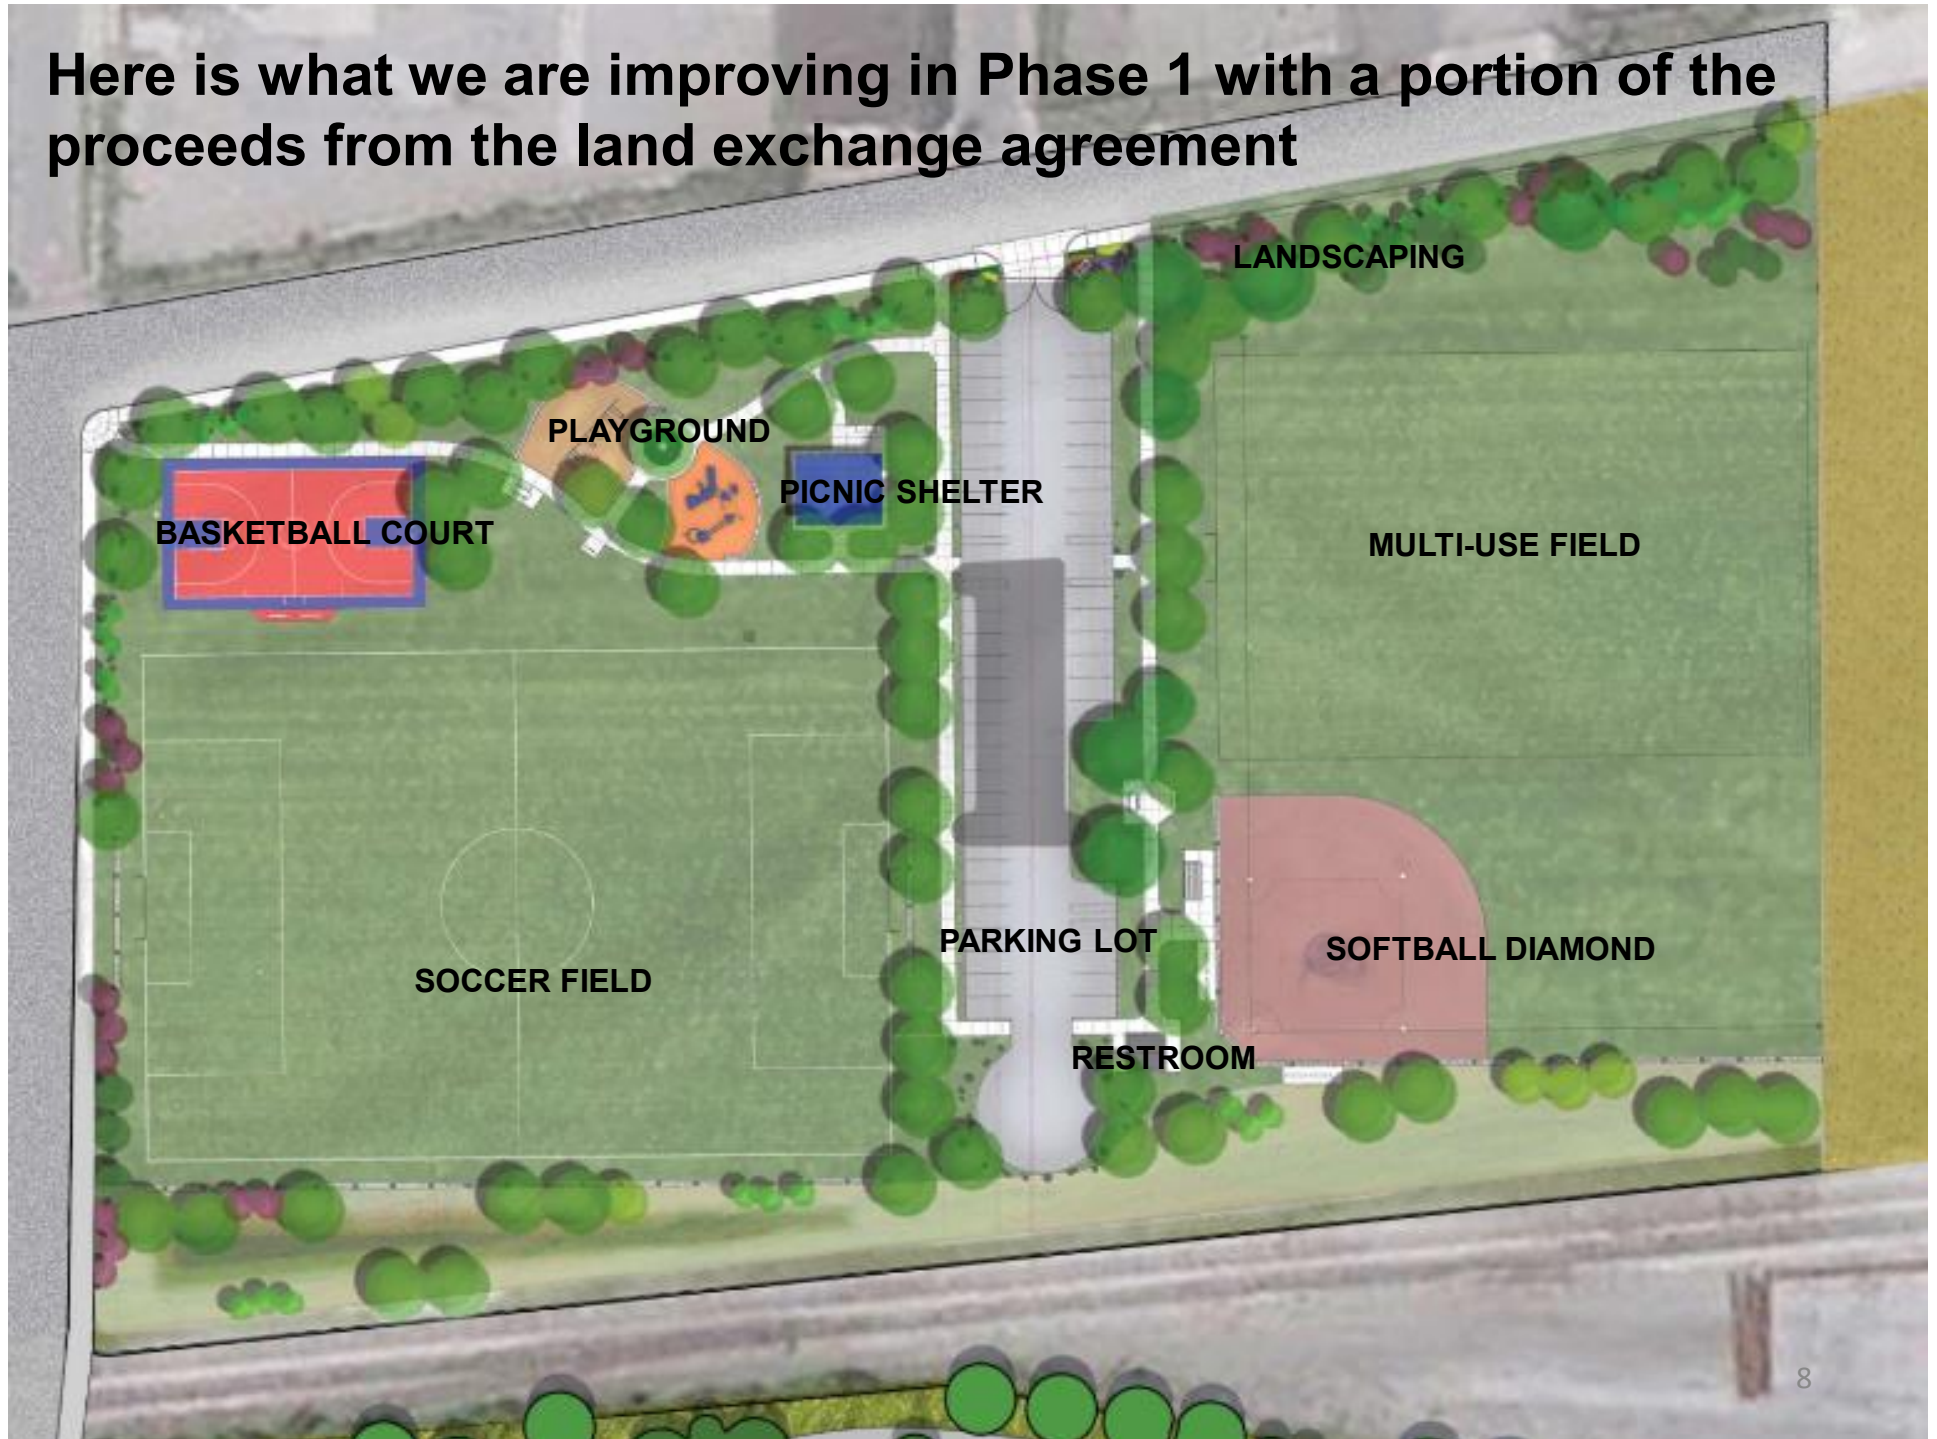 Here is what we are improving in Phase 1 with a portion of the
proceeds from the land exchange agreement
LANDSCAPING
PLAYGROUND
PICNIC SHELTER
BASKETBALL COURT
MULTI-USE FIELD
PARKING LOT
SOFTBALL DIAMOND
SOCCER FIELD
RESTROOM
8